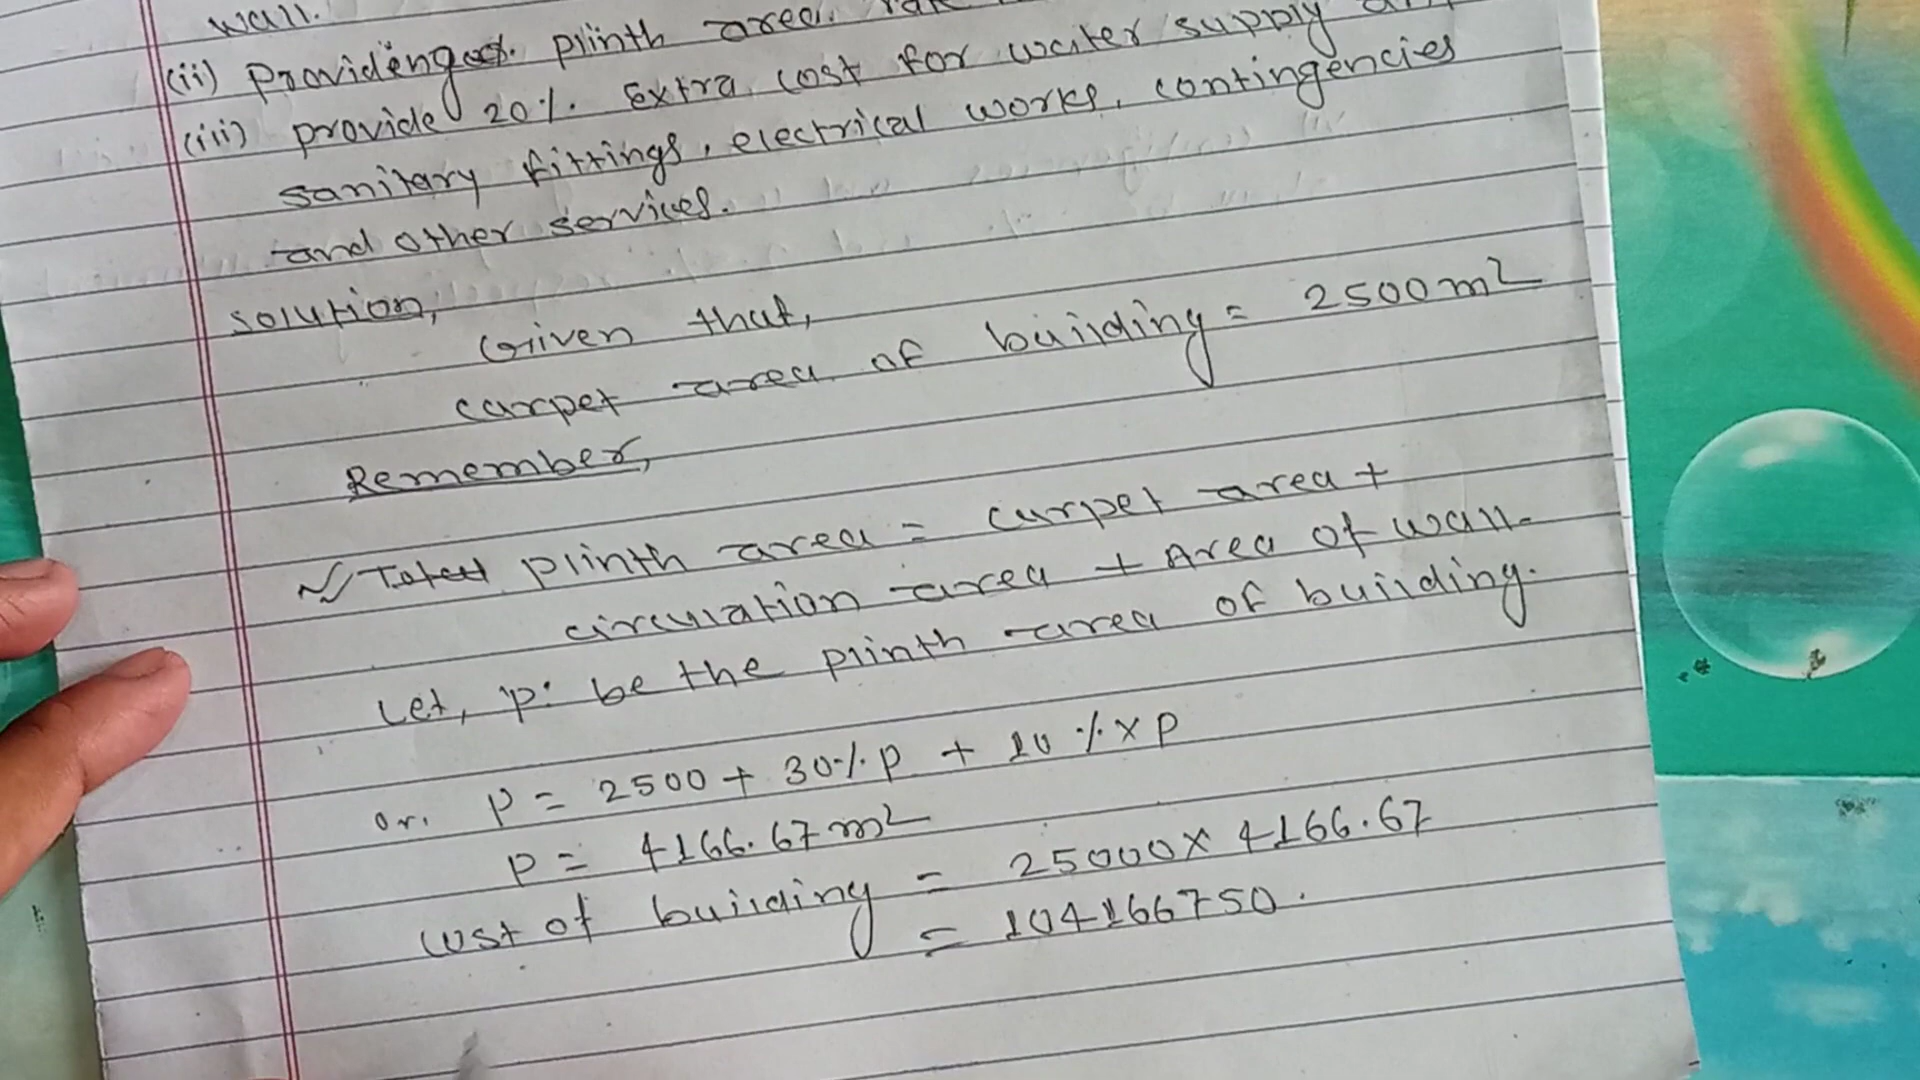 wall.
(ii) Providing plinth area
(iii) provide 20% Extra cost for water supply
sanitary fittings, electrical works, contingencies
and other services.
solution,
Given that,
carpet area of building = 2500m2
Remember,
Total plinth area = carpet area +
circulation area + Area of wall.
Let, 'p' be the plinth area of building.
or, P = 2500 + 30% P + 10% x P
P = 4166.67 m2
cost of building = 25000 x 4166.67
= 104166750.